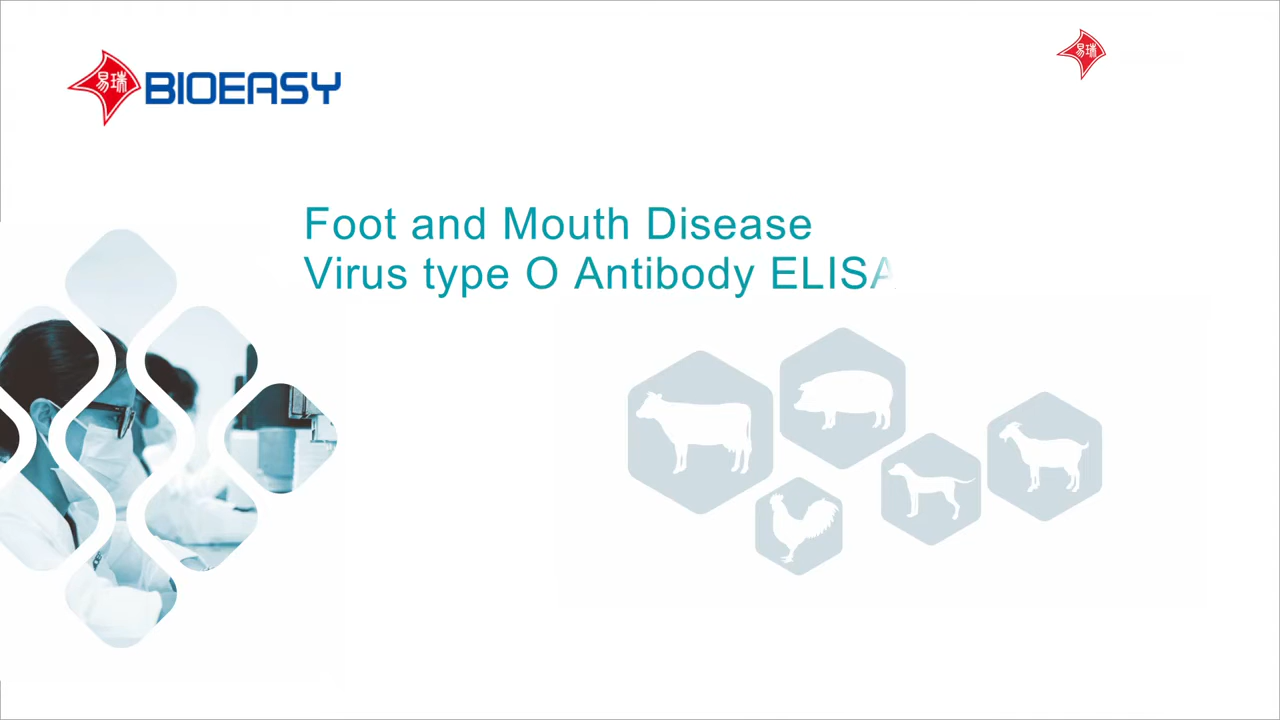 易瑞 BIOEASY
易瑞
Foot and Mouth Disease
Virus type O Antibody ELISA